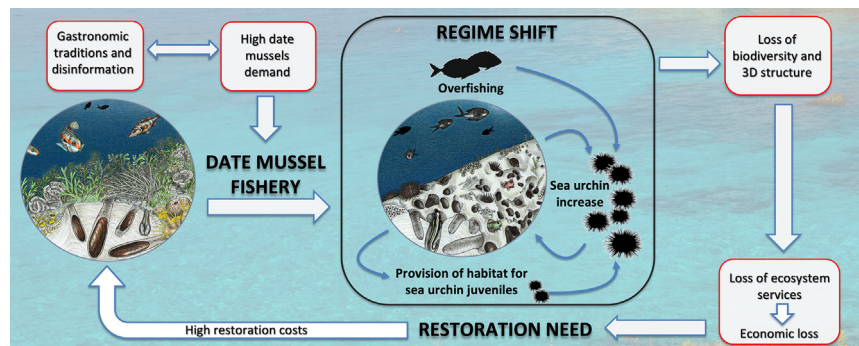 Gastronomic
traditions and
disinformation
High date
mussels
demand
DATE MUSSEL
FISHERY
REGIME SHIFT
Overfishing
Sea urchin
increase
Provision of habitat for
sea urchin juveniles
Loss of
biodiversity and
3D structure
Loss of ecosystem
services
Economic loss
RESTORATION NEED
High restoration costs